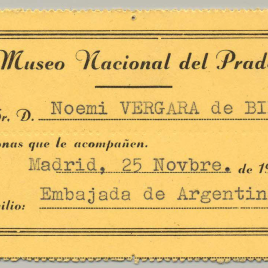 Museo Nacional del Prad
r. D. Noemi VERGARA de BI
onas que le acompañen.
Madrid, 25 Novbre. de 19
ilio: Embajada de Argentin